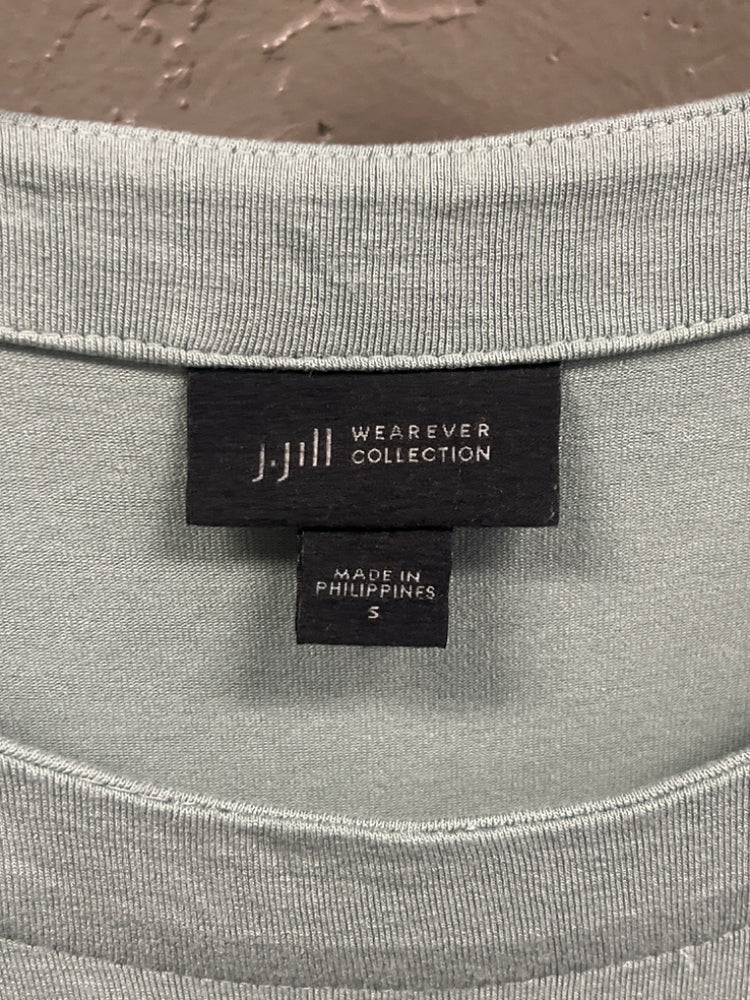 J.Jill WEAREVER
COLLECTION
MADE IN
PHILIPPINES
S